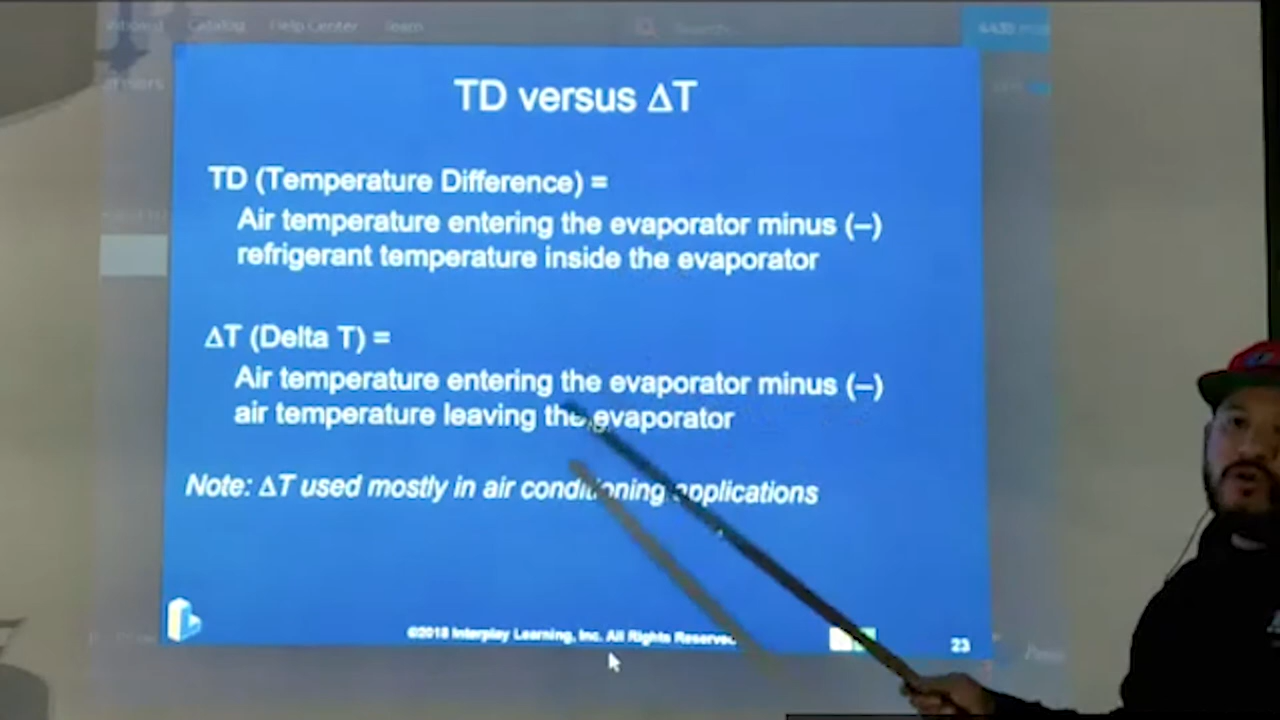 Catalog Help Center learn
Search
TD versus ΔT
TD (Temperature Difference) =
Air temperature entering the evaporator minus (–)
refrigerant temperature inside the evaporator
ΔT (Delta T) =
Air temperature entering the evaporator minus (–)
air temperature leaving the evaporator
Note: ΔT used mostly in air conditioning applications
©2018 Interplay Learning, Inc. All Rights Reserved
23